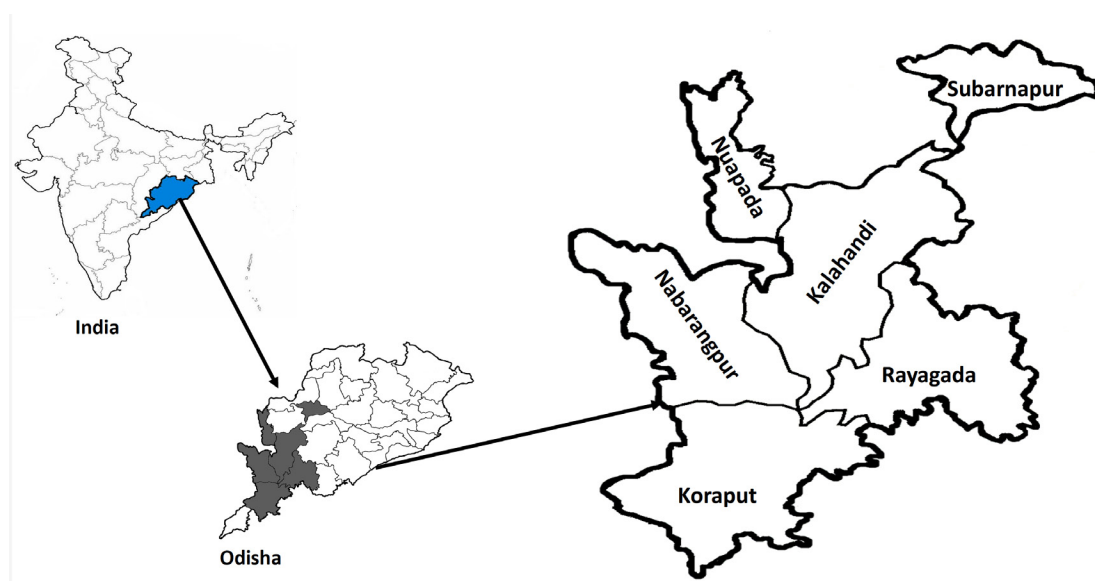 India
Odisha
Subarnapur
Nuapada
Kalahandi
Nabarangpur
Rayagada
Koraput